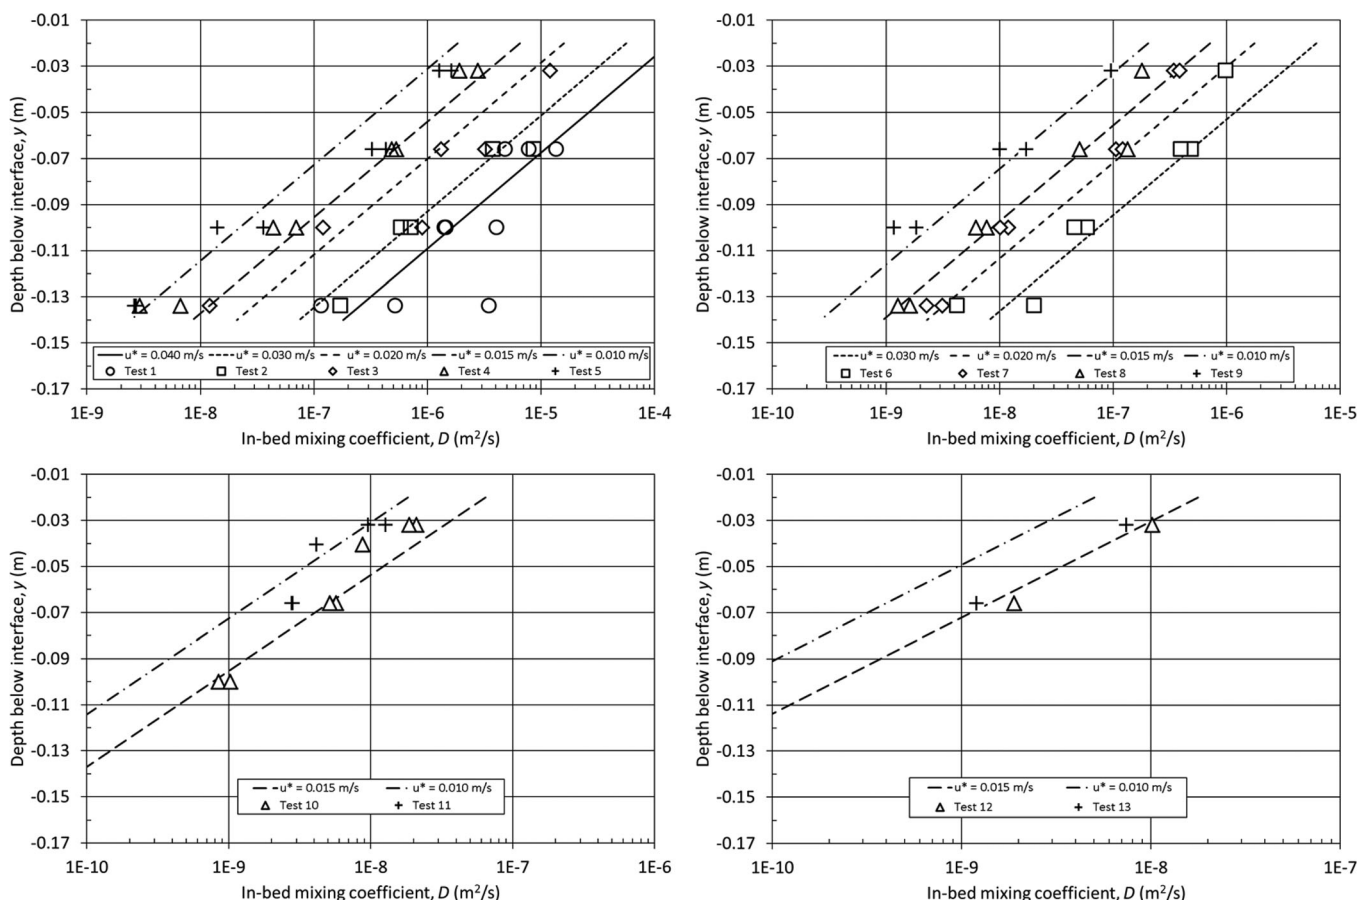 -0.01
-0.03
-0.05
-0.07
-0.09
-0.11
-0.13
-0.15
-0.17
Depth below interface, y (m)
u* = 0.040 m/s u* = 0.030 m/s u* = 0.020 m/s u* = 0.015 m/s u* = 0.010 m/s
Test 1 Test 2 Test 3 Test 4 Test 5
1E-9 1E-8 1E-7 1E-6 1E-5 1E-4
In-bed mixing coefficient, D (m²/s)
-0.01
-0.03
-0.05
-0.07
-0.09
-0.11
-0.13
-0.15
-0.17
Depth below interface, y (m)
u* = 0.030 m/s u* = 0.020 m/s u* = 0.015 m/s u* = 0.010 m/s
Test 6 Test 7 Test 8 Test 9
1E-10 1E-9 1E-8 1E-7 1E-6 1E-5
In-bed mixing coefficient, D (m²/s)
-0.01
-0.03
-0.05
-0.07
-0.09
-0.11
-0.13
-0.15
-0.17
Depth below interface, y (m)
u* = 0.015 m/s u* = 0.010 m/s
Test 10 Test 11
1E-10 1E-9 1E-8 1E-7 1E-6
In-bed mixing coefficient, D (m²/s)
-0.01
-0.03
-0.05
-0.07
-0.09
-0.11
-0.13
-0.15
-0.17
Depth below interface, y (m)
u* = 0.015 m/s u* = 0.010 m/s
Test 12 Test 13
1E-10 1E-9 1E-8 1E-7
In-bed mixing coefficient, D (m²/s)